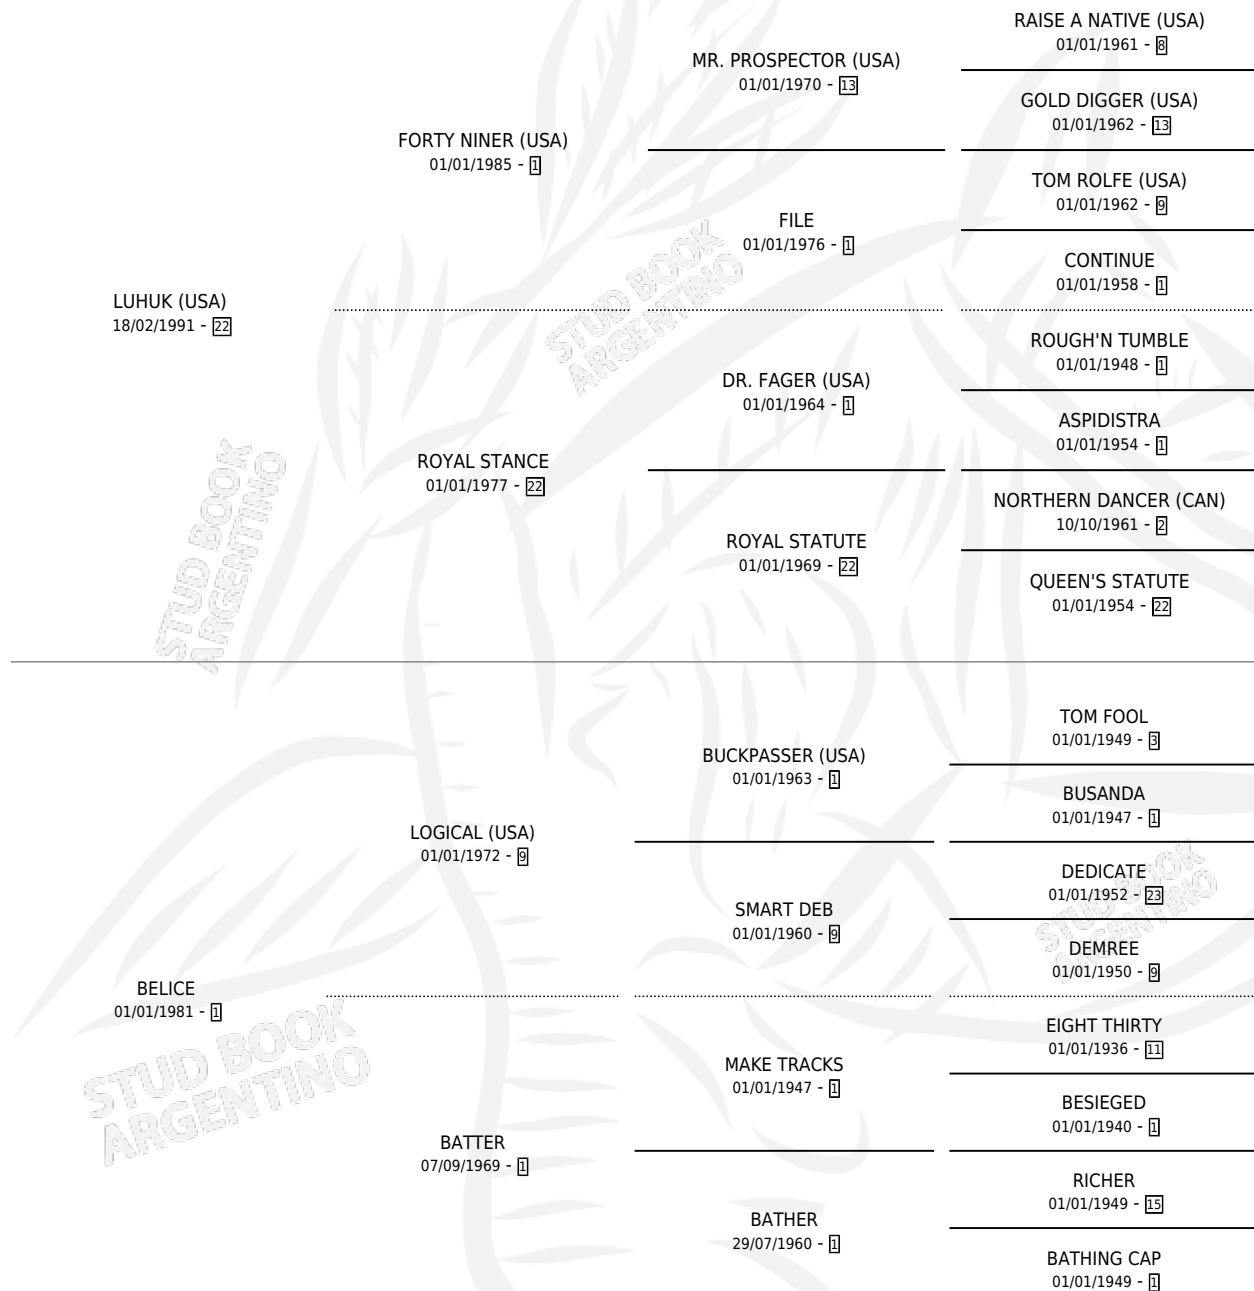 RAISE A NATIVE (USA)
01/01/1961 - 8
MR. PROSPECTOR (USA)
01/01/1970 - 13
GOLD DIGGER (USA)
01/01/1962 - 13
FORTY NINER (USA)
01/01/1985 - 1
TOM ROLFE (USA)
01/01/1962 - 9
FILE
01/01/1976 - 1
CONTINUE
01/01/1958 - 1
LUHUK (USA)
18/02/1991 - 22
ROUGH'N TUMBLE
01/01/1948 - 1
DR. FAGER (USA)
01/01/1964 - 1
ASPIDISTRA
01/01/1954 - 1
ROYAL STANCE
01/01/1977 - 22
NORTHERN DANCER (CAN)
10/10/1961 - 2
ROYAL STATUTE
01/01/1969 - 22
QUEEN'S STATUTE
01/01/1954 - 22
TOM FOOL
01/01/1949 - 3
BUCKPASSER (USA)
01/01/1963 - 1
BUSANDA
01/01/1947 - 1
LOGICAL (USA)
01/01/1972 - 9
DEDICATE
01/01/1952 - 23
SMART DEB
01/01/1960 - 9
DEMREE
01/01/1950 - 9
BELICE
01/01/1981 - 1
EIGHT THIRTY
01/01/1936 - 11
MAKE TRACKS
01/01/1947 - 1
BESIEGED
01/01/1940 - 1
BATTER
07/09/1969 - 1
RICHER
01/01/1949 - 15
BATHER
29/07/1960 - 1
BATHING CAP
01/01/1949 - 1
STUD BOOK
ARGENTINO
STUD BOOK
ARGENTINO
STUD BOOK
ARGENTINO
STUD BOOK
ARGENTINO